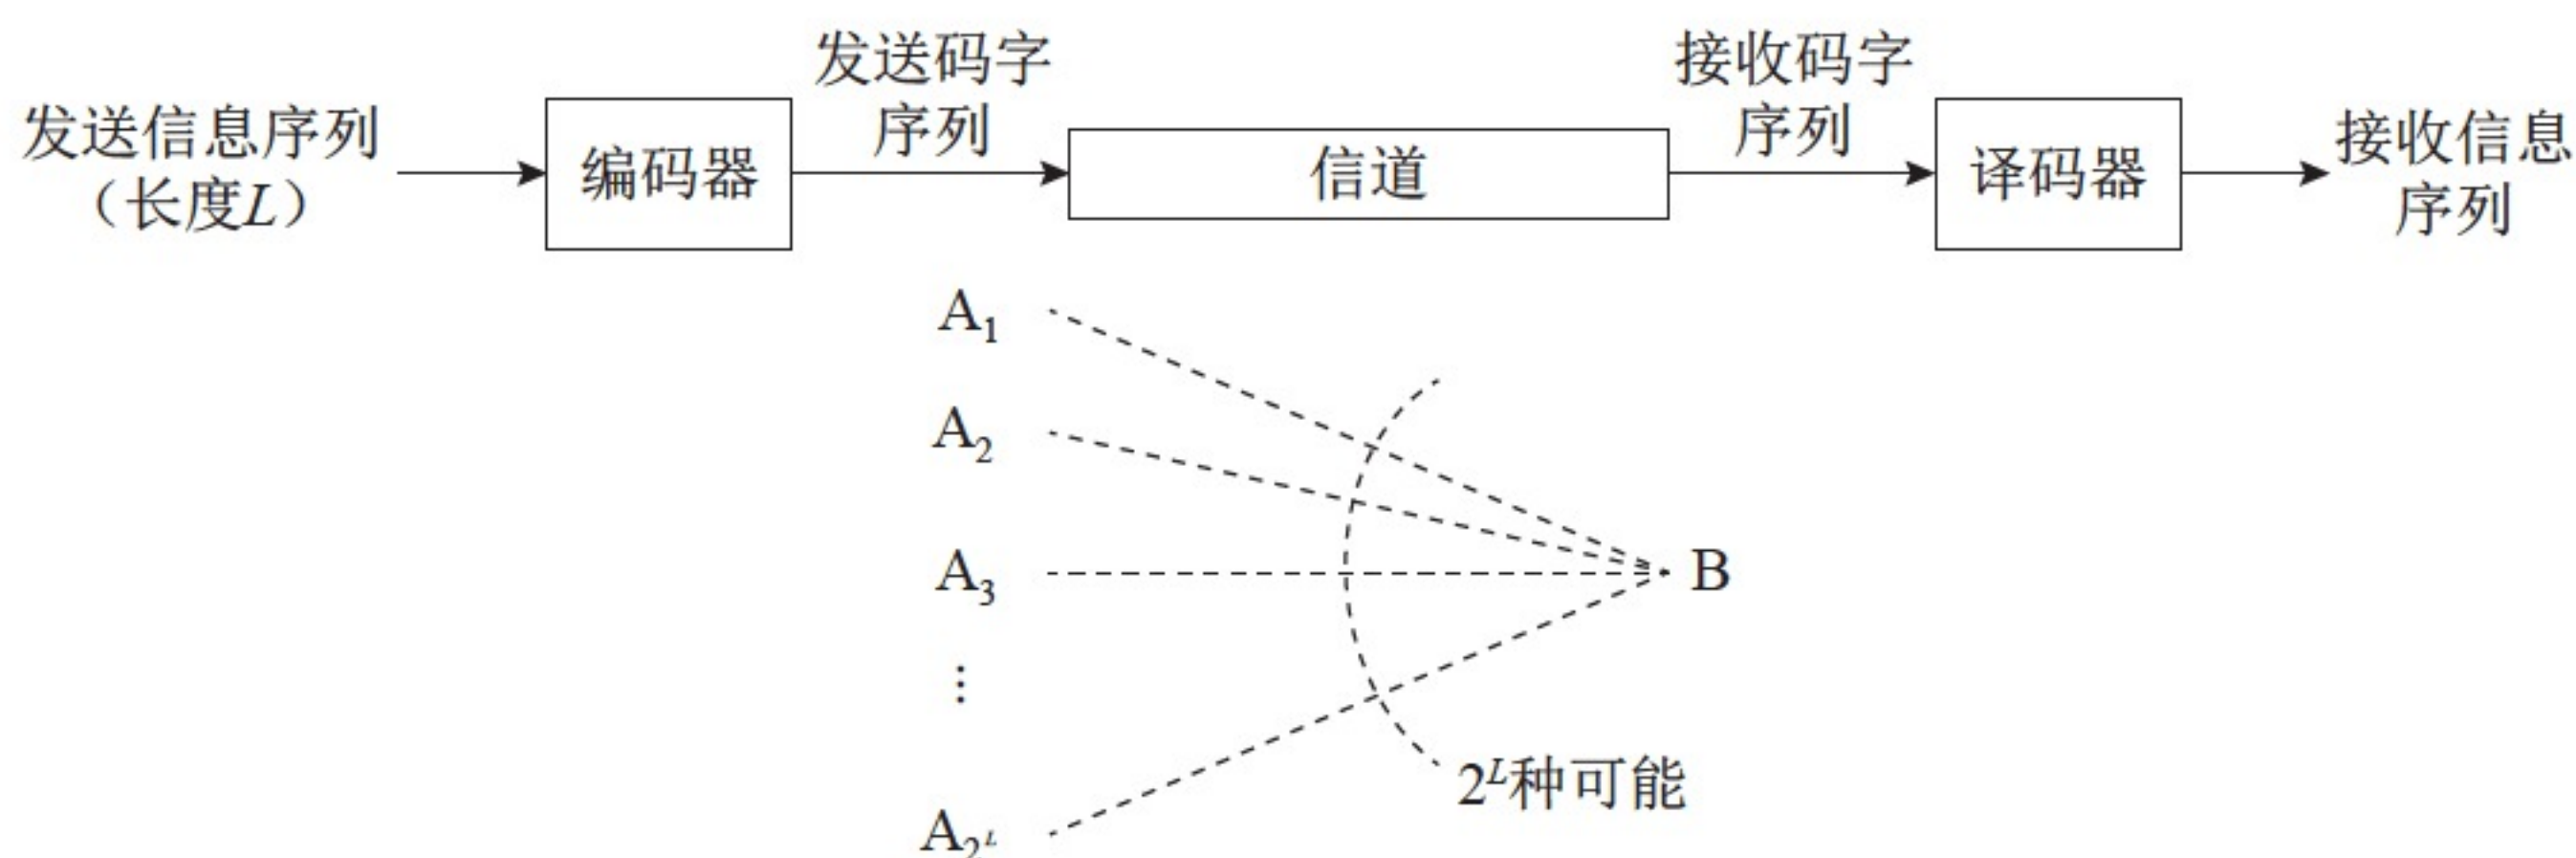 发送信息序列
（长度L）
编码器
发送码字
序列
信道
接收码字
序列
译码器
接收信息
序列
A₁
A₂
A₃
⋮
A_{2^L}
B
2^L种可能